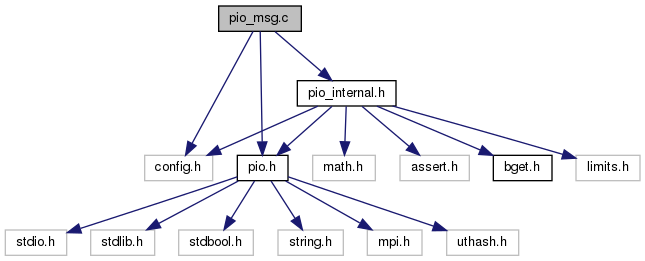 pio_msg.c
pio_internal.h
config.h
pio.h
math.h
assert.h
bget.h
limits.h
stdio.h
stdlib.h
stdbool.h
string.h
mpi.h
uthash.h